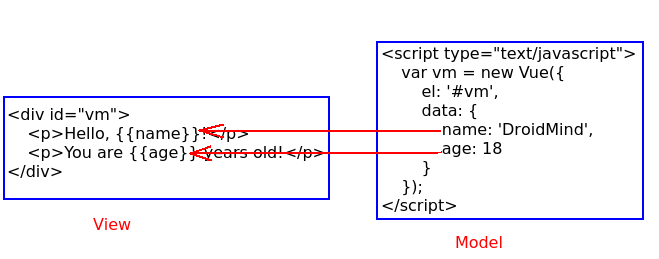 <div id="vm">
<p>Hello, {{name}}!</p>
<p>You are {{age}} years old!</p>
</div>
View
<script type="text/javascript">
var vm = new Vue({
el: '#vm',
data: {
name: 'DroidMind',
age: 18
}
});
</script>
Model